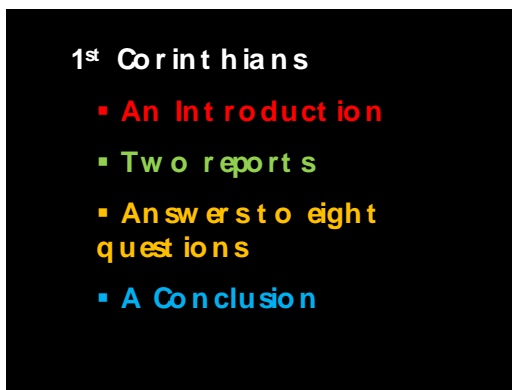 1st Corinthians
▪ An Introduction
▪ Two reports
▪ Answers to eight
questions
▪ A Conclusion